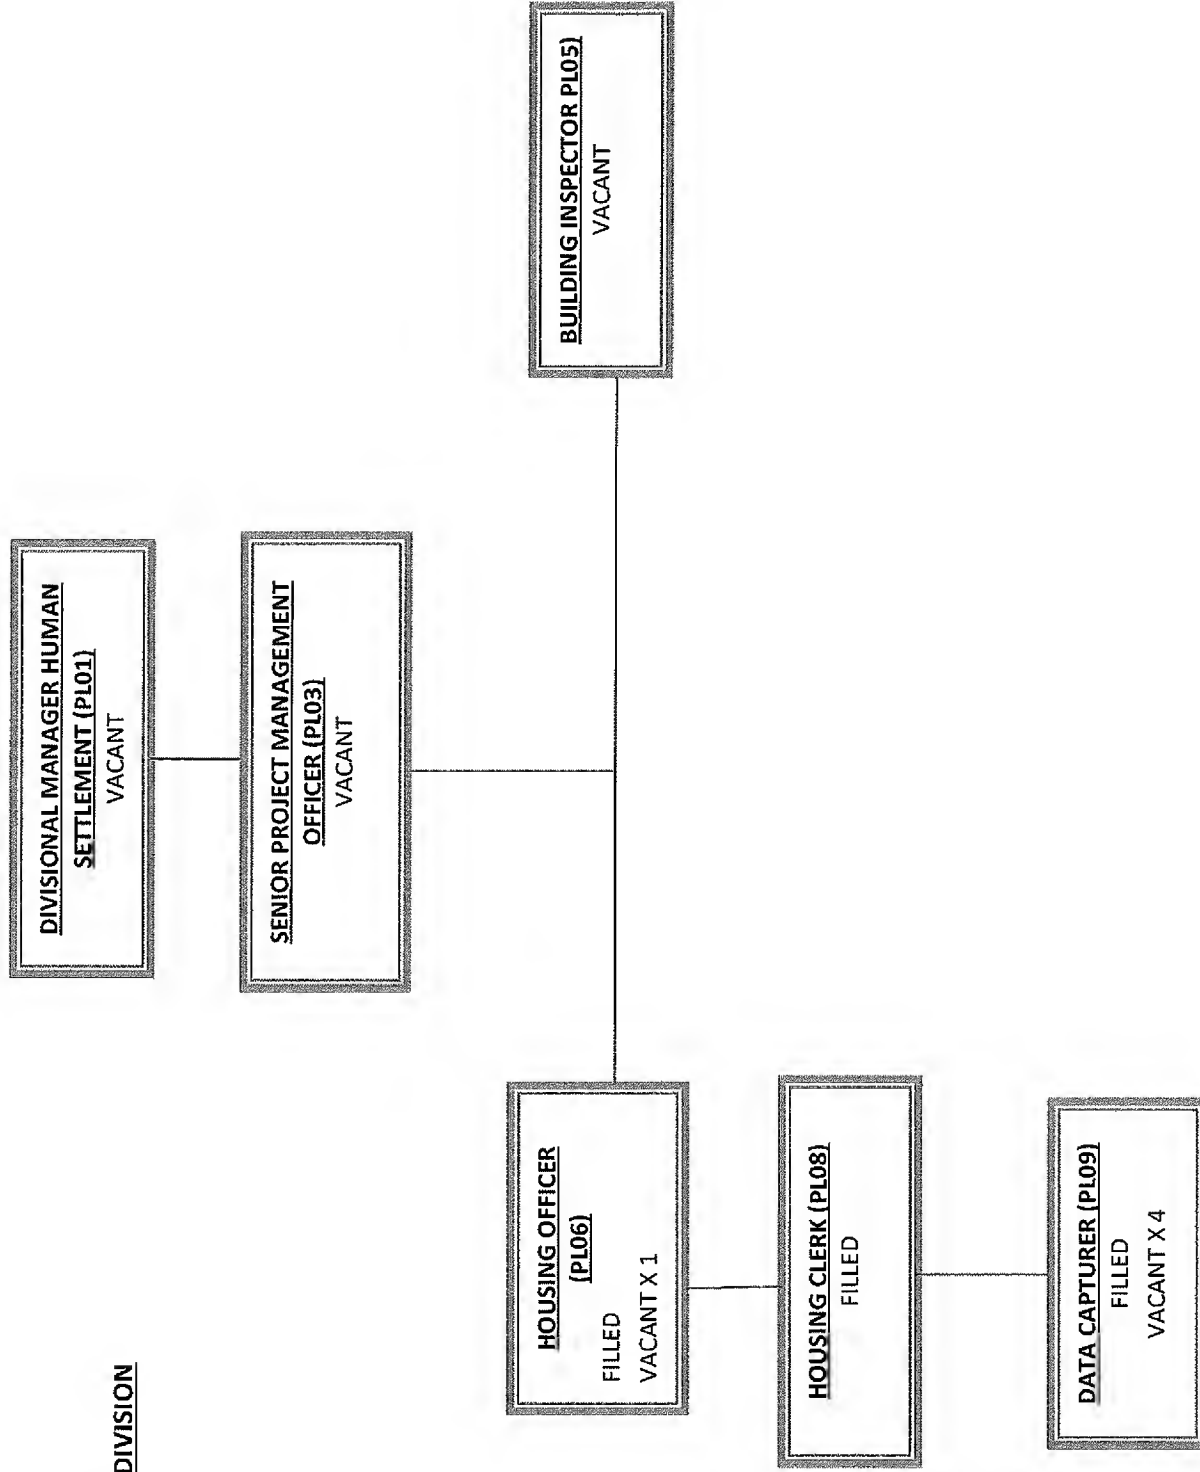 DIVISION
DIVISIONAL MANAGER HUMAN
SETTLEMENT (PL01)
VACANT
SENIOR PROJECT MANAGEMENT
OFFICER (PL03)
VACANT
HOUSING OFFICER
(PL06)
FILLED
VACANT X 1
BUILDING INSPECTOR PL05)
VACANT
HOUSING CLERK (PL08)
FILLED
DATA CAPTURER (PL09)
FILLED
VACANT X 4